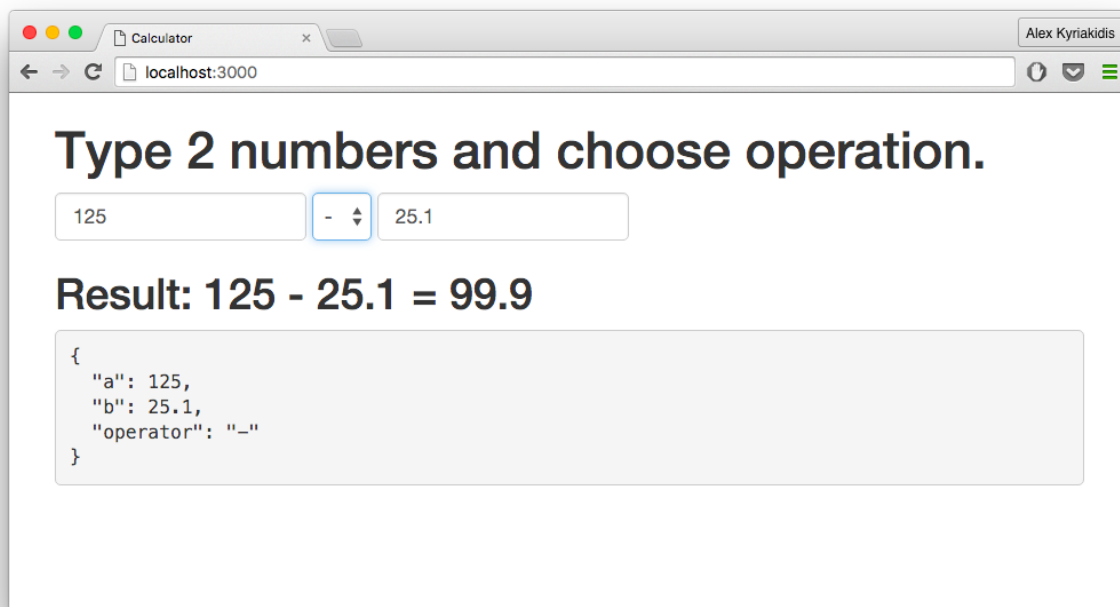 Calculator
Alex Kyriakidis
localhost:3000
Type 2 numbers and choose operation.
125 - 25.1
Result: 125 - 25.1 = 99.9
{
"a": 125,
"b": 25.1,
"operator": "-"
}